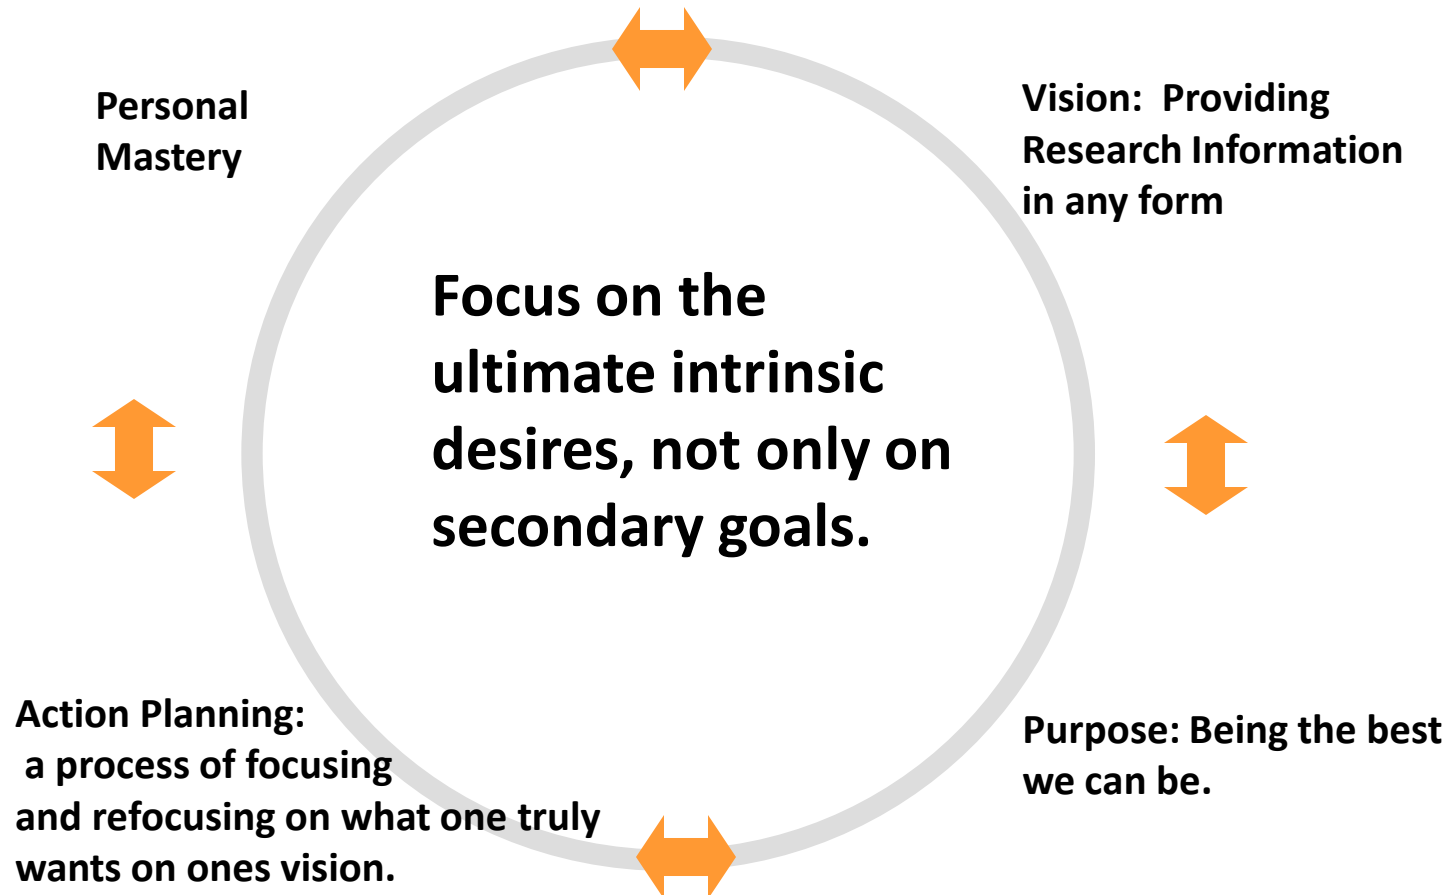 Personal
Mastery
Vision:  Providing
Research Information
in any form
Focus on the
ultimate intrinsic
desires, not only on
secondary goals.
Action Planning:
a process of focusing
and refocusing on what one truly
wants on ones vision.
Purpose: Being the best
we can be.